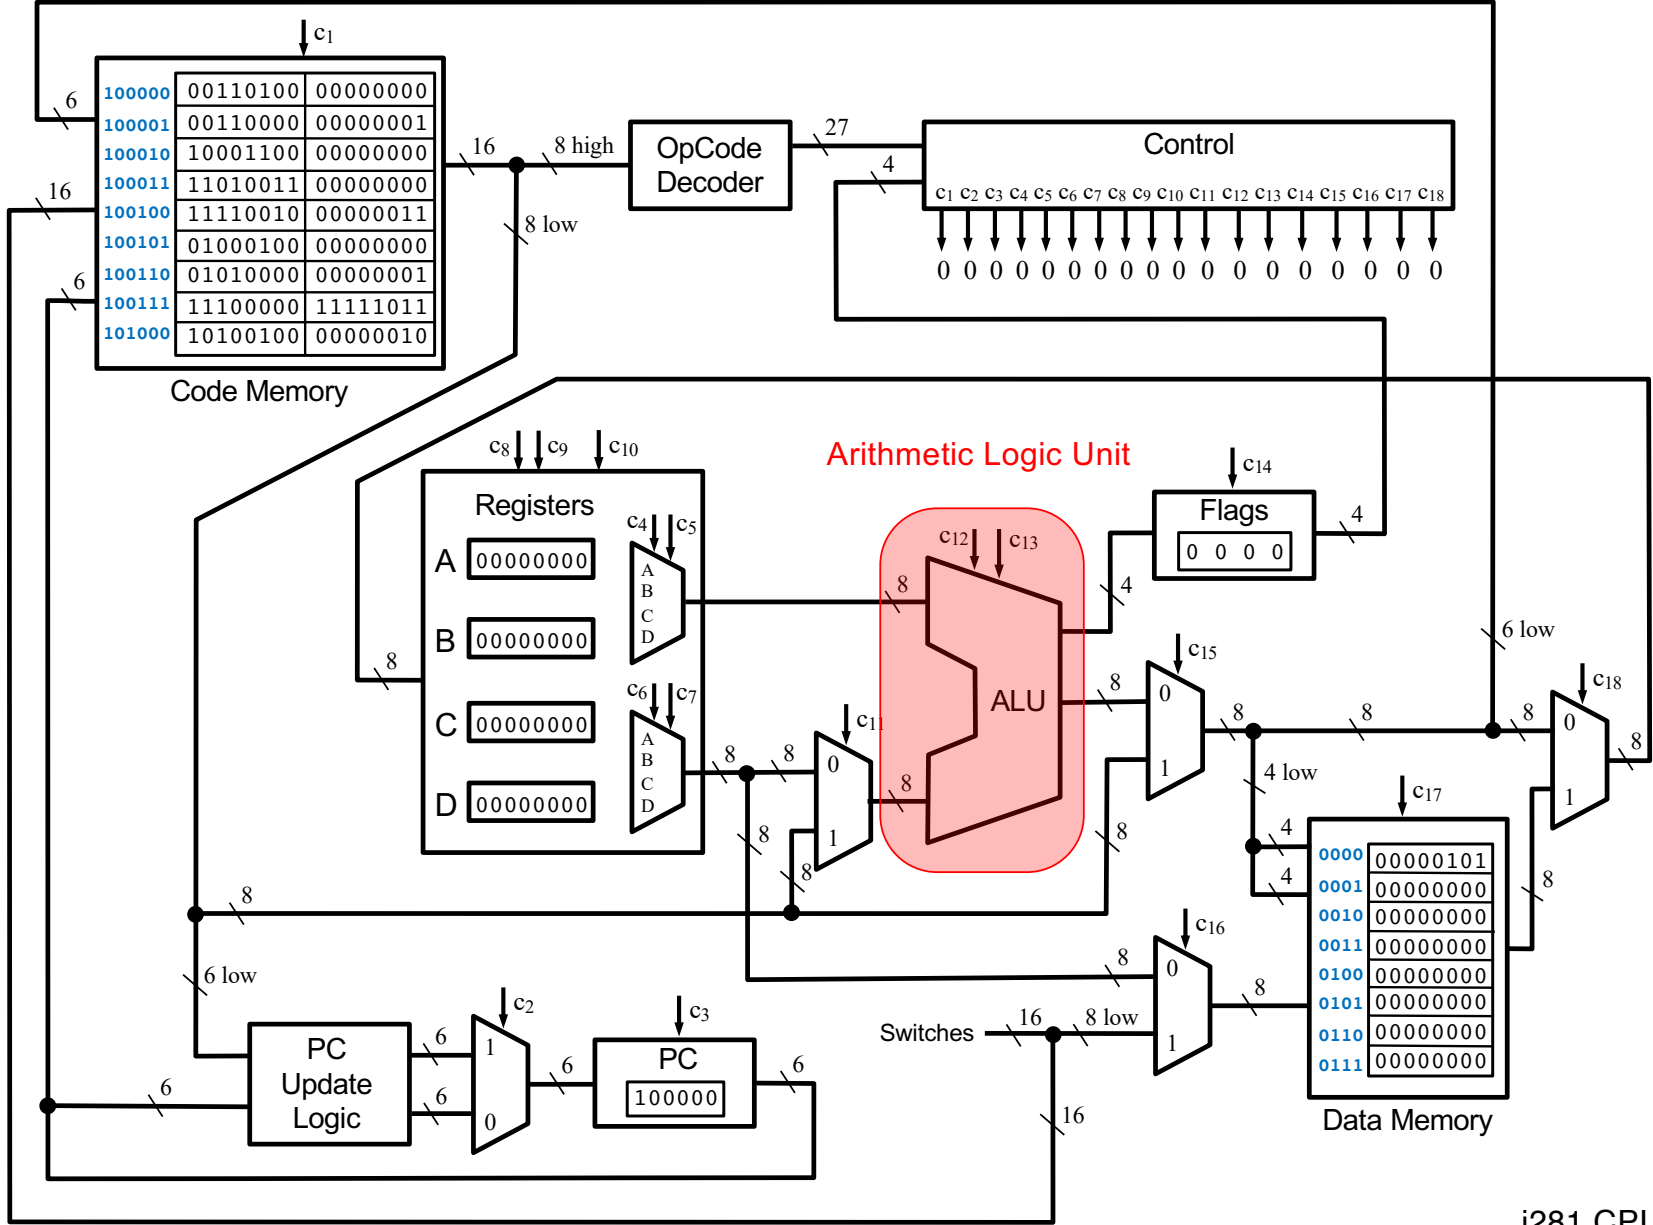 c1
6
100000 00110100 00000000
100001 00110000 00000001
100010 10001100 00000000
100011 11010011 00000000
100100 11110010 00000011
100101 01000100 00000000
100110 01010000 00000001
100111 11100000 11111011
101000 10100100 00000010
16
6
Code Memory
16
8 high
8 low
OpCode
Decoder
27
4
Control
c1 c2 c3 c4 c5 c6 c7 c8 c9 c10 c11 c12 c13 c14 c15 c16 c17 c18
0 0 0 0 0 0 0 0 0 0 0 0 0 0 0 0 0 0
c8 c9 c10
Registers
A 00000000
B 00000000
C 00000000
D 00000000
c4 c5
A
B
C
D
c6 c7
A
B
C
D
8
Arithmetic Logic Unit
c12 c13
8
ALU
8
8
8
8
8
c11
0
1
8
8
4
c14
Flags
0 0 0 0
4
8
c15
0
1
8
8
8
6 low
8
c18
0
1
8
4 low
4
4
c17
0000 00000101
0001 00000000
0010 00000000
0011 00000000
0100 00000000
0101 00000000
0110 00000000
0111 00000000
Data Memory
8
c16
0
1
8
8
Switches
16
8 low
16
6 low
6
PC
Update
Logic
6
6
c2
1
0
6
c3
PC
100000
6
i281 CPU